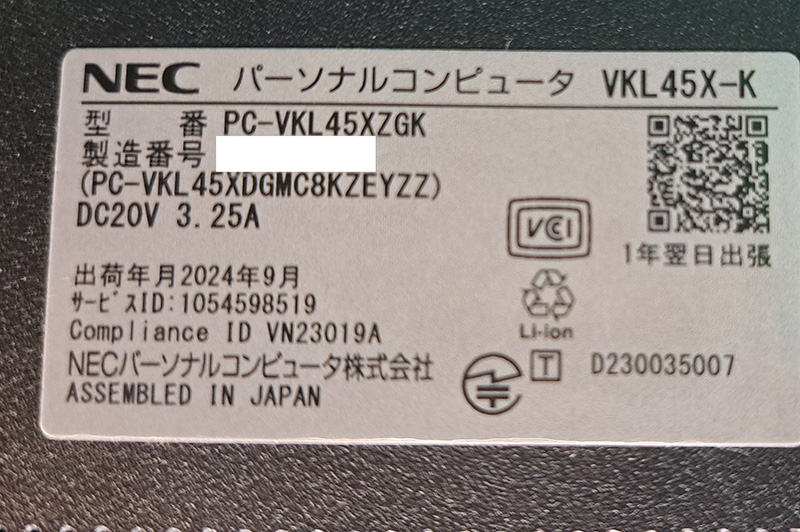 NEC パーソナルコンピュータ VKL45X-K
型 番 PC-VKL45XZGK
製造番号
(PC-VKL45XDGMC8KZEYZZ)
DC20V 3.25A
VCI
1年翌日出張
出荷年月2024年9月
ｻｰﾋﾞｽID:1054598519
Li-ion
Compliance ID VN23019A
NECパーソナルコンピュータ株式会社
T D230035007
ASSEMBLED IN JAPAN